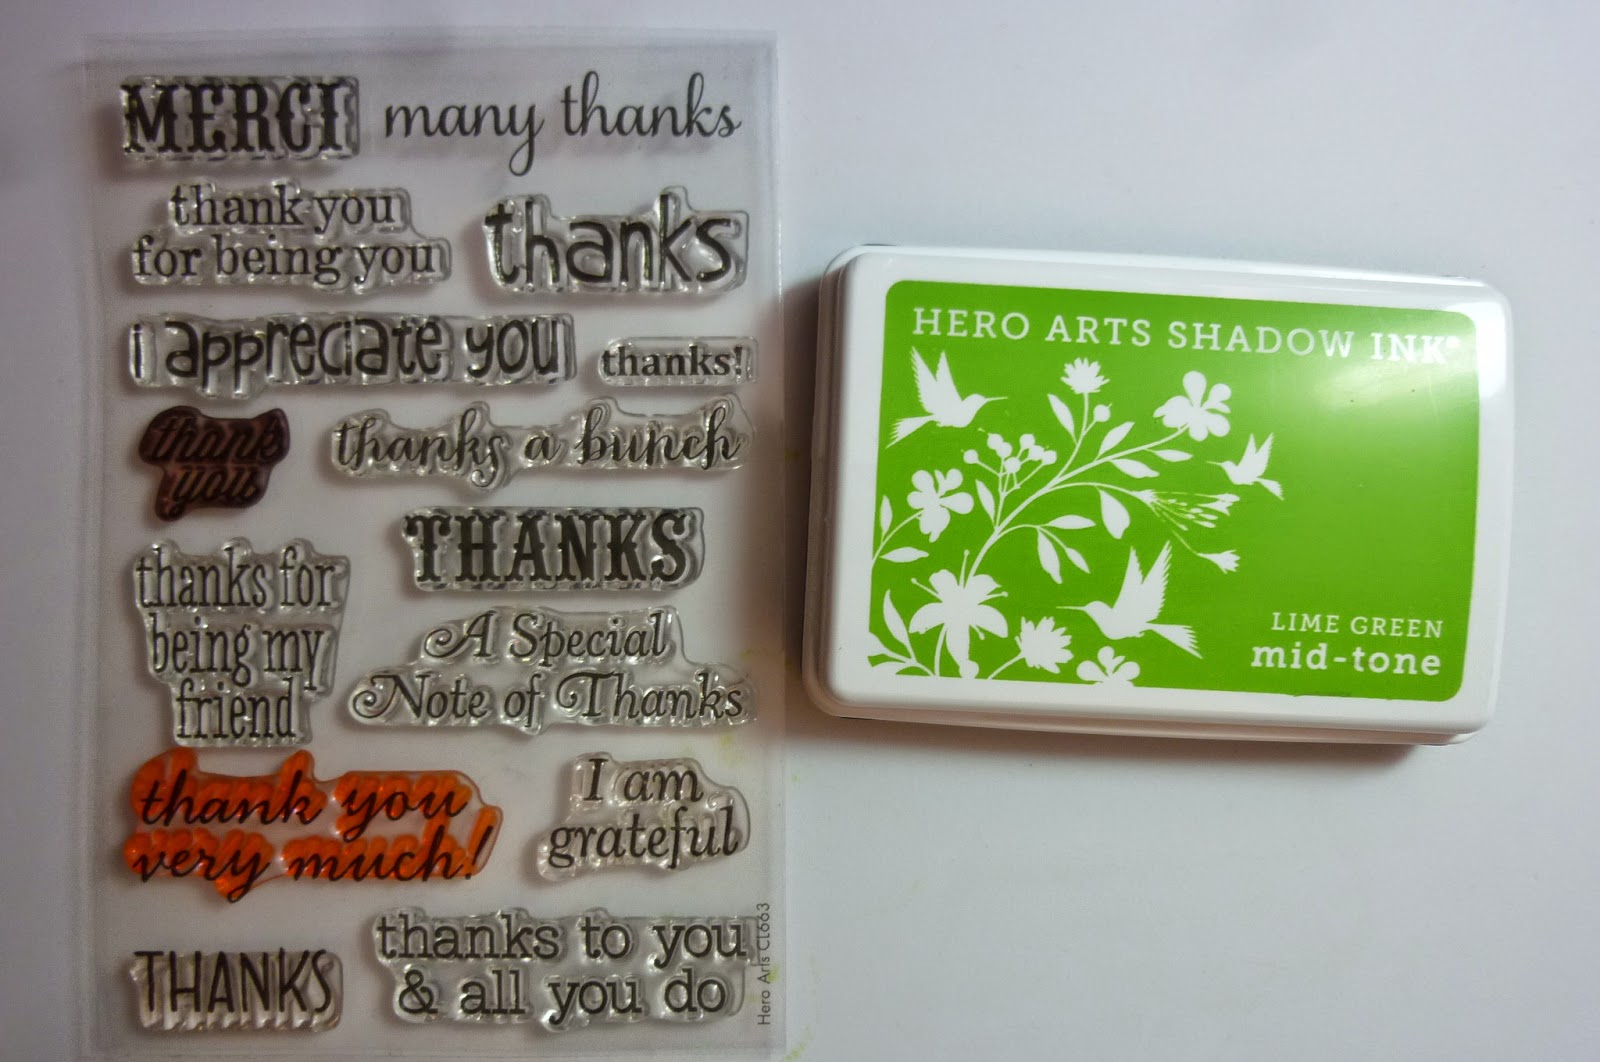 MERCI
many thanks
thank you
for being you
thanks
i appreciate you
thanks!
thank
you
thanks a bunch
THANKS
thanks for
being my
friend
A Special
Note of Thanks
thank you
very much!
I am
grateful
THANKS
thanks to you
& all you do
Hero Arts CL663
HERO ARTS SHADOW INK®
LIME GREEN
mid-tone